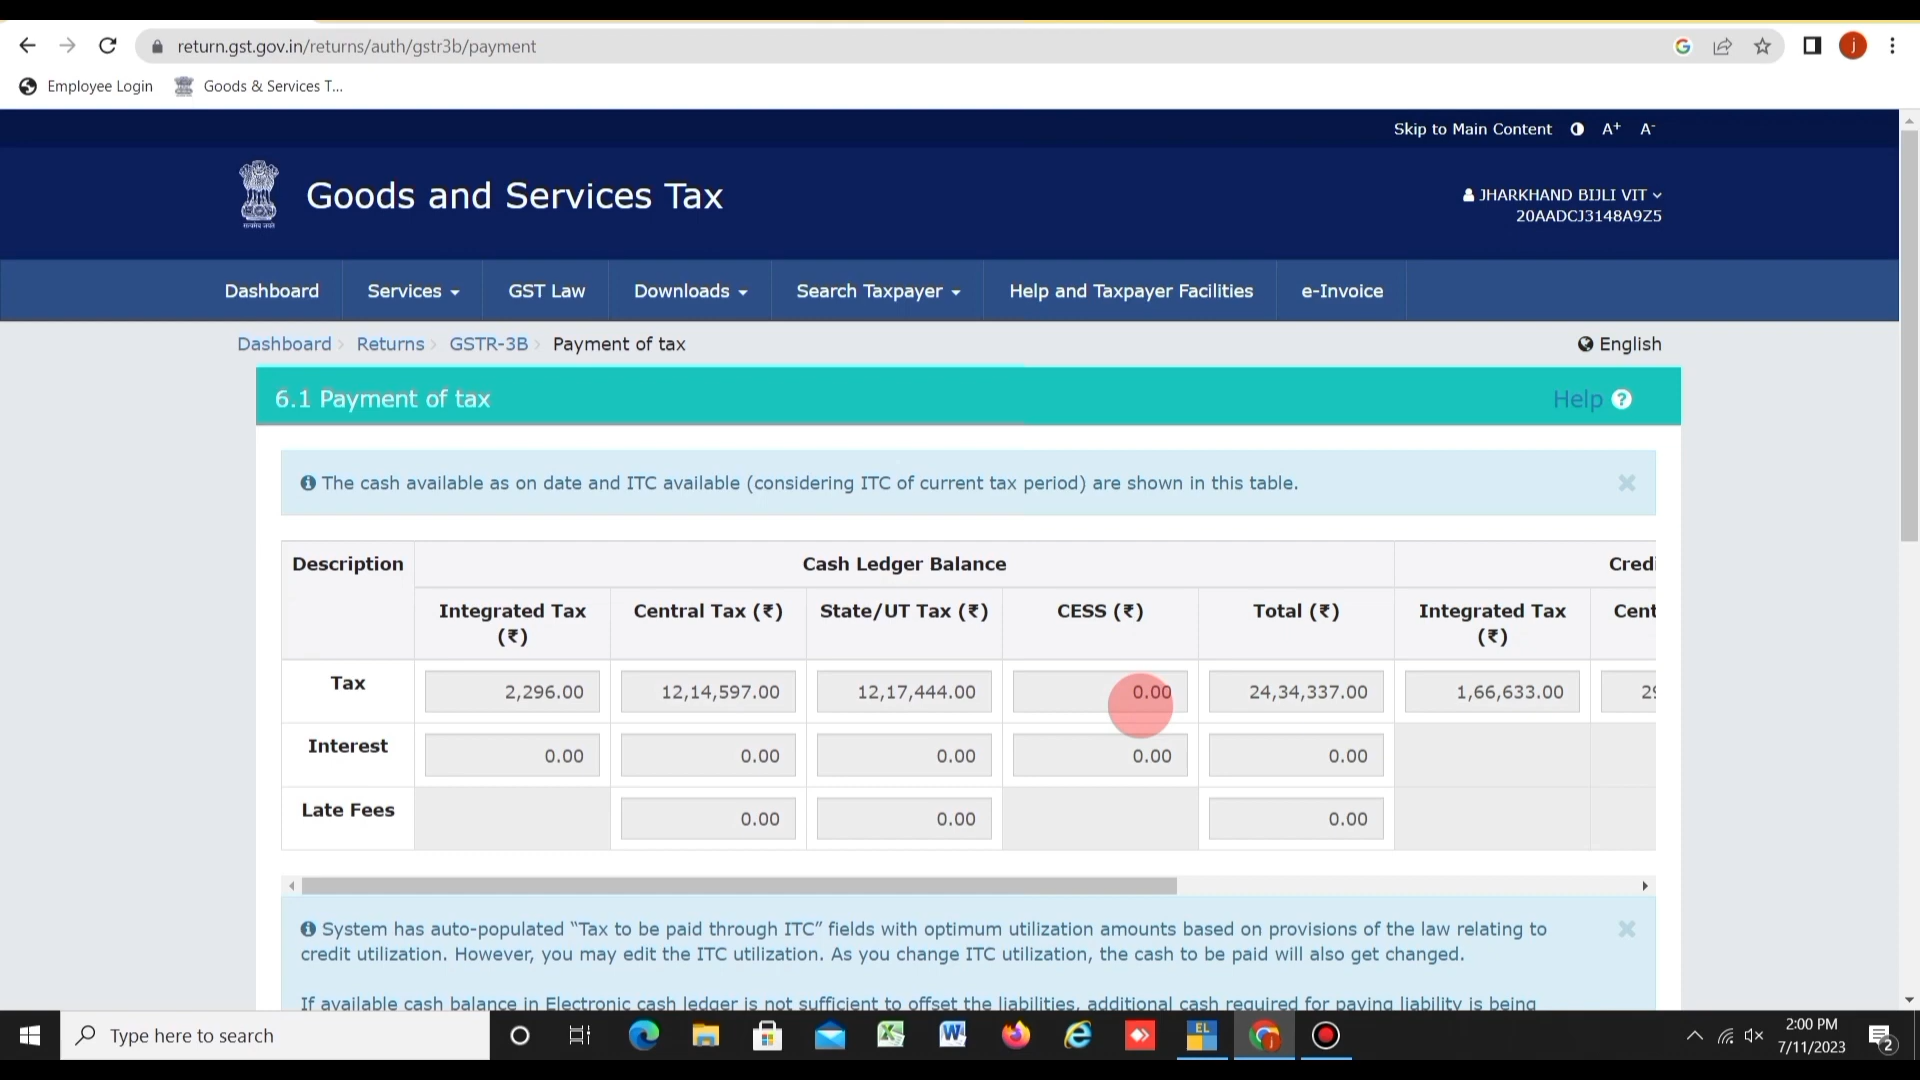 return.gst.gov.in/returns/auth/gstr3b/payment
j
Employee Login
Goods & Services T...
Skip to Main Content A+ A-
Goods and Services Tax
JHARKHAND BIJLI VIT
20AADCJ3148A9Z5
Dashboard Services GST Law Downloads Search Taxpayer Help and Taxpayer Facilities e-Invoice
Dashboard Returns GSTR-3B Payment of tax English
6.1 Payment of tax Help ?
The cash available as on date and ITC available (considering ITC of current tax period) are shown in this table.
Description Cash Ledger Balance Credi
Integrated Tax (₹) Central Tax (₹) State/UT Tax (₹) CESS (₹) Total (₹) Integrated Tax (₹) Cent
Tax 2,296.00 12,14,597.00 12,17,444.00 0.00 24,34,337.00 1,66,633.00 29
Interest 0.00 0.00 0.00 0.00 0.00
Late Fees 0.00 0.00 0.00
System has auto-populated “Tax to be paid through ITC” fields with optimum utilization amounts based on provisions of the law relating to
credit utilization. However, you may edit the ITC utilization. As you change ITC utilization, the cash to be paid will also get changed.
If available cash balance in Electronic cash ledger is not sufficient to offset the liabilities, additional cash required for paying liability is being
Type here to search
EL
2:00 PM
7/11/2023
2